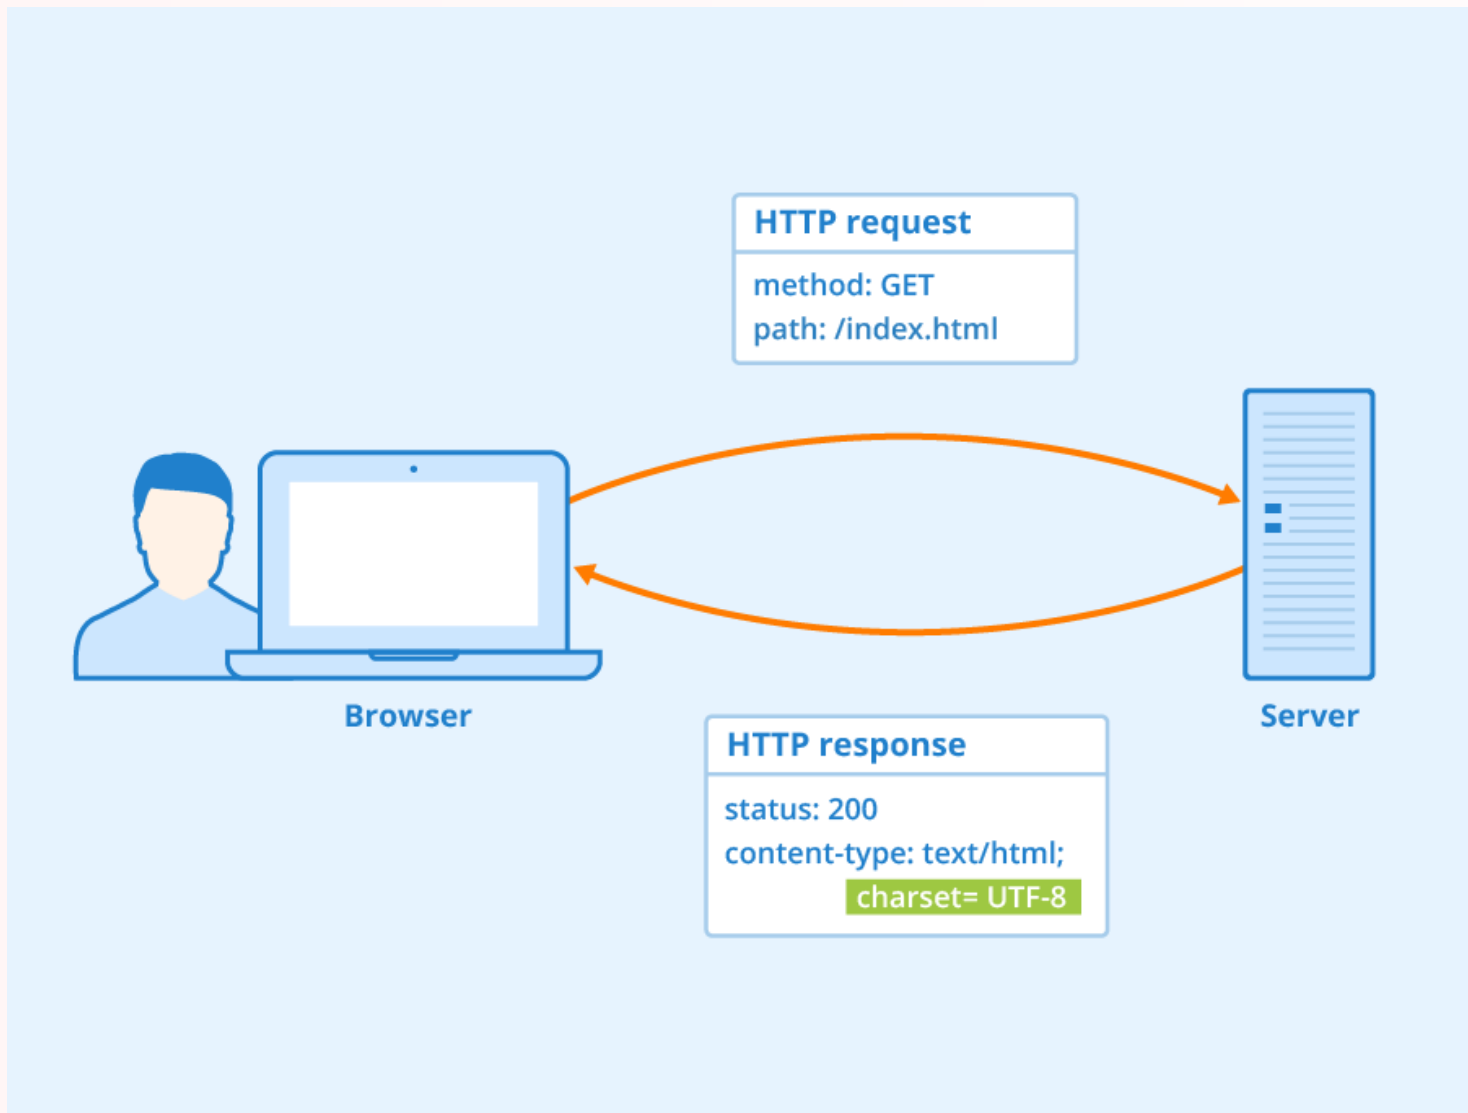 HTTP request
method: GET
path: /index.html
Browser
Server
HTTP response
status: 200
content-type: text/html;
charset= UTF-8